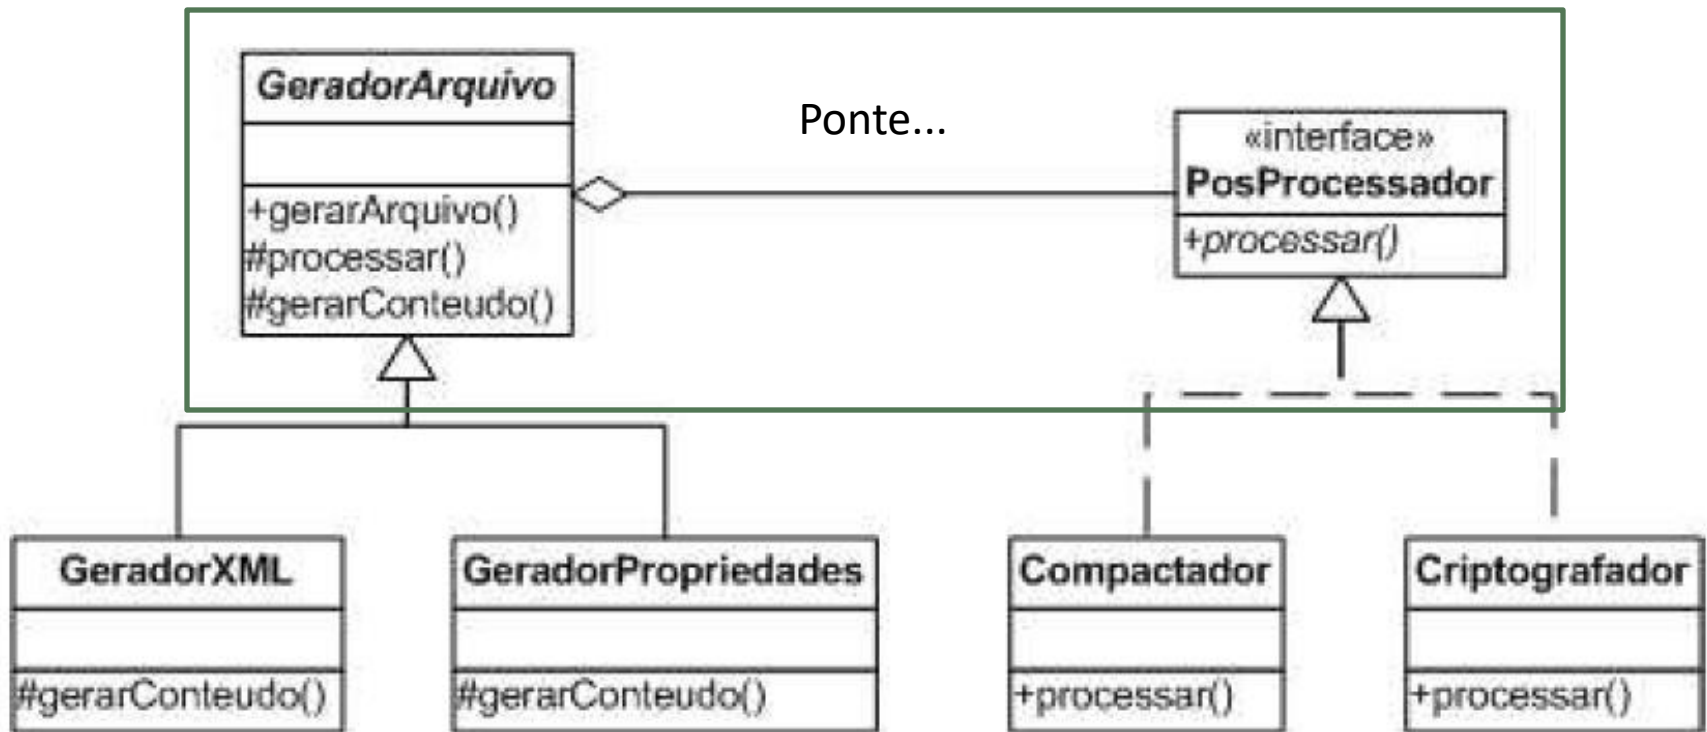 GeradorArquivo
+gerarArquivo()
#processar()
#gerarConteudo()
Ponte...
«interface»
PosProcessador
+processar()
GeradorXML
#gerarConteudo()
GeradorPropriedades
#gerarConteudo()
Compactador
+processar()
Criptografador
+processar()